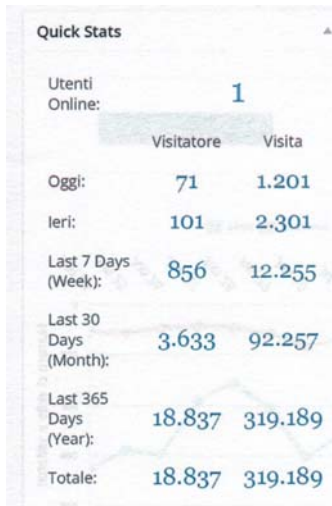 Quick Stats
Utenti
Online:
1
Visitatore Visita
Oggi: 71 1.201
Ieri: 101 2.301
Last 7 Days
(Week): 856 12.255
Last 30
Days
(Month): 3.633 92.257
Last 365
Days
(Year): 18.837 319.189
Totale: 18.837 319.189